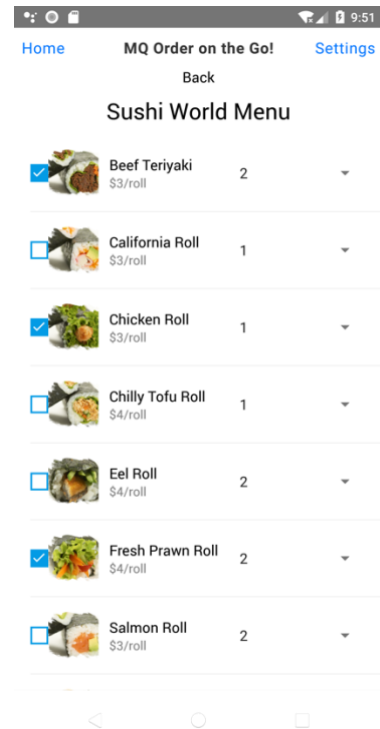 9:51
Home MQ Order on the Go! Settings
Back
Sushi World Menu
Beef Teriyaki
$3/roll
2
California Roll
$3/roll
1
Chicken Roll
$3/roll
1
Chilly Tofu Roll
$4/roll
1
Eel Roll
$4/roll
2
Fresh Prawn Roll
$4/roll
2
Salmon Roll
$3/roll
2